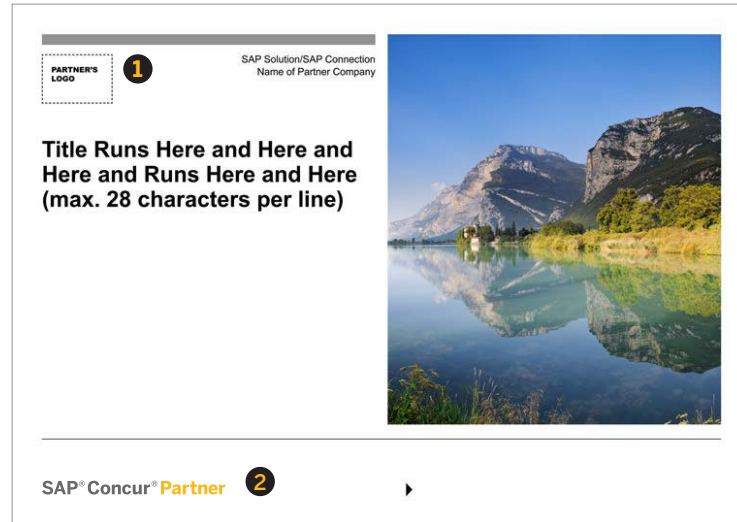 PARTNER'S
LOGO
1
SAP Solution/SAP Connection
Name of Partner Company
Title Runs Here and Here and
Here and Runs Here and Here
(max. 28 characters per line)
SAP® Concur® Partner
2